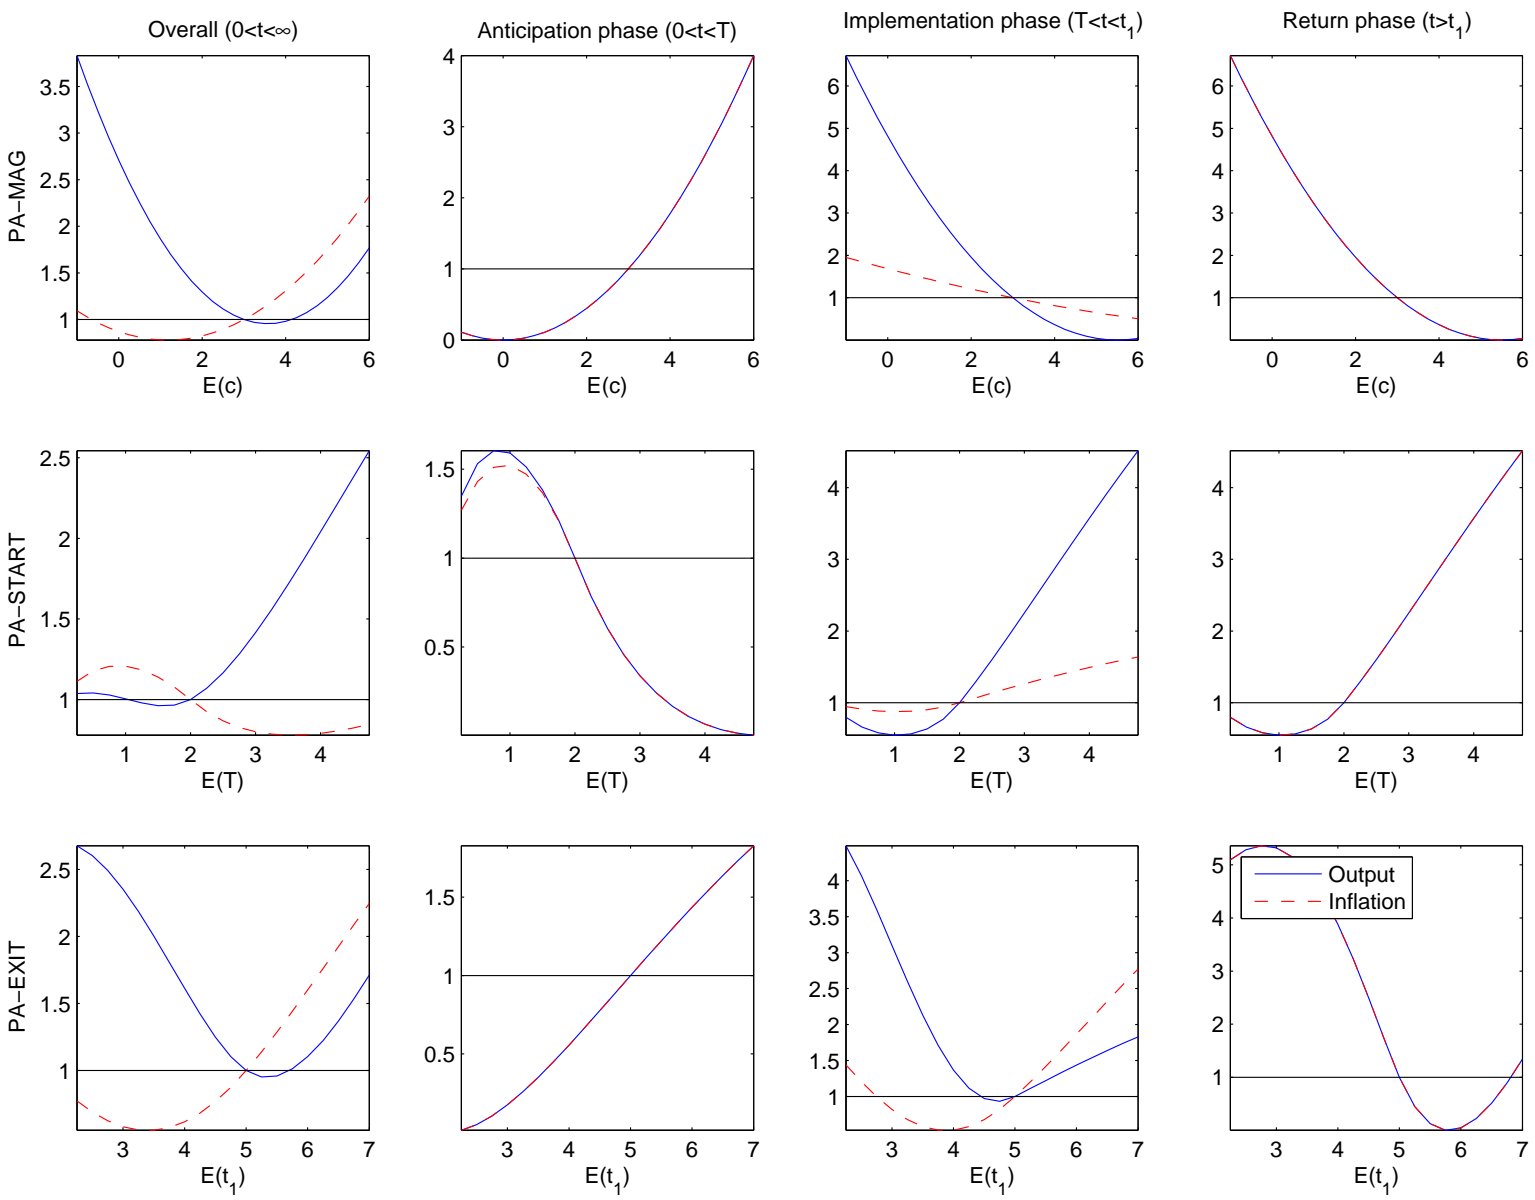 Overall (0<t<∞)
Anticipation phase (0<t<T)
Implementation phase (T<t<t1)
Return phase (t>t1)
PA−MAG
3.5
3
2.5
2
1.5
1
0 2 4 6
E(c)
4
3
2
1
0
0 2 4 6
E(c)
6
5
4
3
2
1
0 2 4 6
E(c)
6
5
4
3
2
1
0 2 4 6
E(c)
PA−START
2.5
2
1.5
1
1 2 3 4
E(T)
1.5
1
0.5
1 2 3 4
E(T)
4
3
2
1
1 2 3 4
E(T)
4
3
2
1
1 2 3 4
E(T)
PA−EXIT
2.5
2
1.5
1
3 4 5 6 7
E(t1)
1.5
1
0.5
3 4 5 6 7
E(t1)
4
3.5
3
2.5
2
1.5
1
3 4 5 6 7
E(t1)
5
4
3
2
1
Output
Inflation
3 4 5 6 7
E(t1)